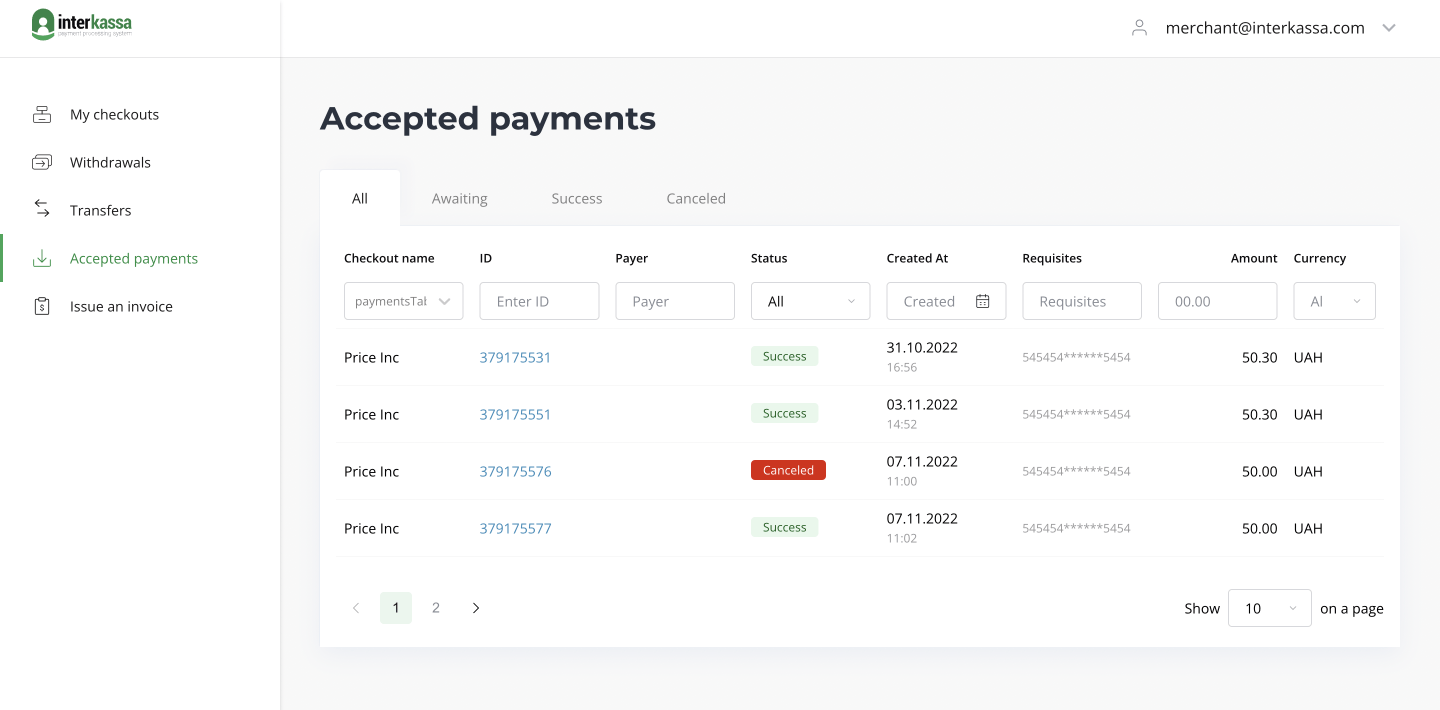 interkassa
payment processing system
merchant@interkassa.com
My checkouts
Withdrawals
Transfers
Accepted payments
Issue an invoice
Accepted payments
All Awaiting Success Canceled
Checkout name ID Payer Status Created At Requisites Amount Currency
paymentsTab Enter ID Payer All Created Requisites 00.00 Al
Price Inc 379175531 Success 31.10.2022 16:56 545454******5454 50.30 UAH
Price Inc 379175551 Success 03.11.2022 14:52 545454******5454 50.30 UAH
Price Inc 379175576 Canceled 07.11.2022 11:00 545454******5454 50.00 UAH
Price Inc 379175577 Success 07.11.2022 11:02 545454******5454 50.00 UAH
1 2 Show 10 on a page